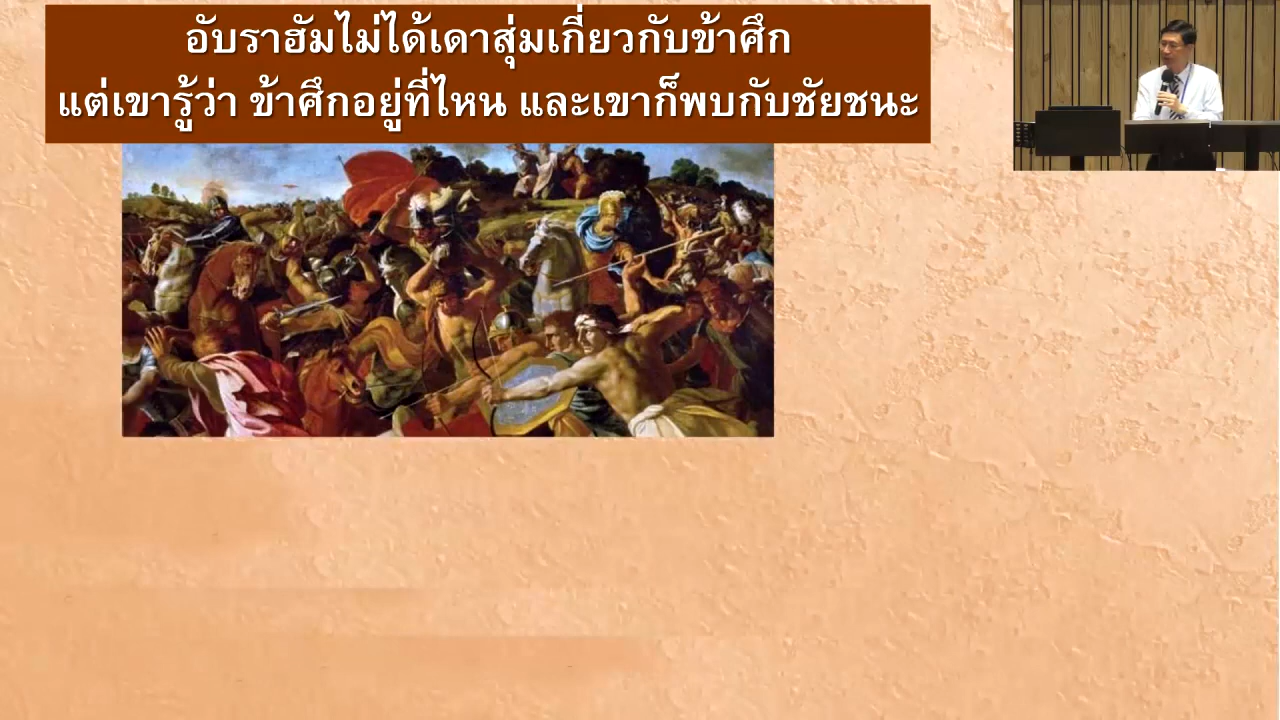 อับราฮัมไม่ได้เดาสุ่มเกี่ยวกับข้าศึก
แต่เขารู้ว่า ข้าศึกอยู่ที่ไหน และเขาก็พบกับชัยชนะ